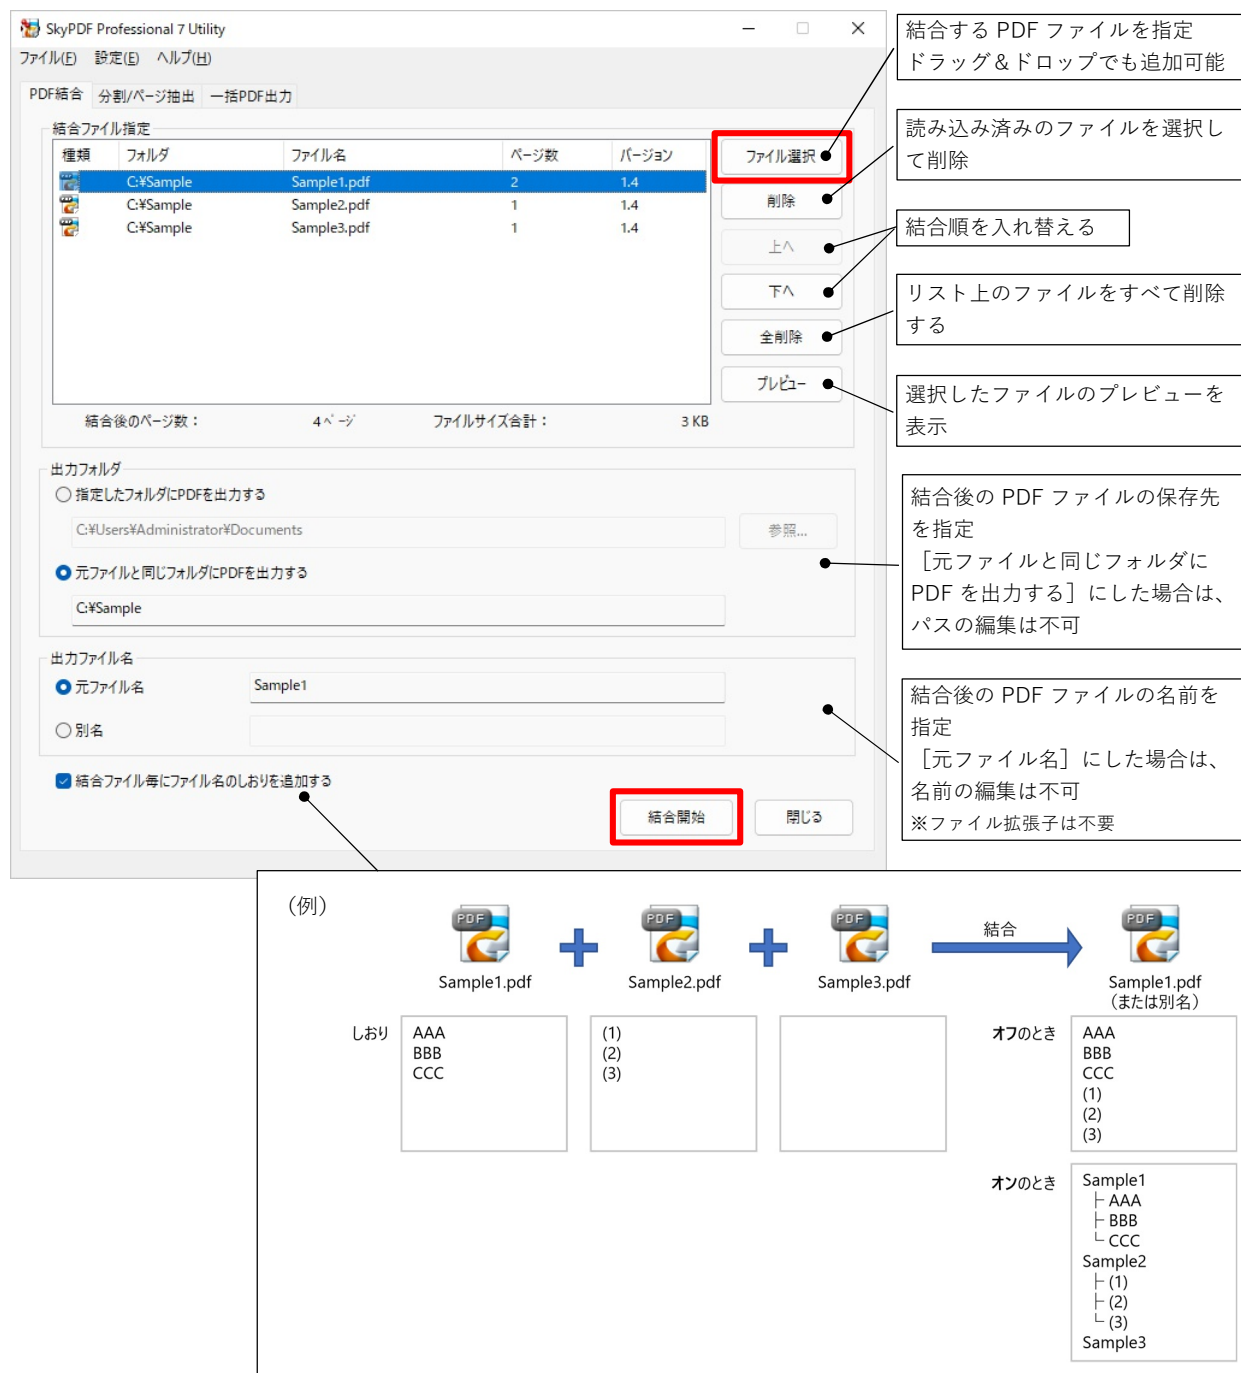 SkyPDF Professional 7 Utility
ファイル(F) 設定(E) ヘルプ(H)
PDF結合 分割/ページ抽出 一括PDF出力
結合ファイル指定
種類 フォルダ ファイル名 ページ数 バージョン
C:¥Sample Sample1.pdf 2 1.4
C:¥Sample Sample2.pdf 1 1.4
C:¥Sample Sample3.pdf 1 1.4
ファイル選択
削除
上へ
下へ
全削除
プレビュー
結合後のページ数： 4ページ ファイルサイズ合計： 3 KB
出力フォルダ
指定したフォルダにPDFを出力する
C:¥Users¥Administrator¥Documents 参照...
元ファイルと同じフォルダにPDFを出力する
C:¥Sample
出力ファイル名
元ファイル名 Sample1
別名
結合ファイル毎にファイル名のしおりを追加する
結合開始 閉じる
結合する PDF ファイルを指定
ドラッグ＆ドロップでも追加可能
読み込み済みのファイルを選択し
て削除
結合順を入れ替える
リスト上のファイルをすべて削除
する
選択したファイルのプレビューを
表示
結合後の PDF ファイルの保存先
を指定
［元ファイルと同じフォルダに
PDF を出力する］にした場合は、
パスの編集は不可
結合後の PDF ファイルの名前を
指定
［元ファイル名］にした場合は、
名前の編集は不可
※ファイル拡張子は不要
（例）
PDF PDF PDF 結合 PDF
Sample1.pdf Sample2.pdf Sample3.pdf Sample1.pdf
（または別名）
しおり
AAA
BBB
CCC
(1)
(2)
(3)
オフのとき
AAA
BBB
CCC
(1)
(2)
(3)
オンのとき
Sample1
├ AAA
├ BBB
└ CCC
Sample2
├ (1)
├ (2)
└ (3)
Sample3